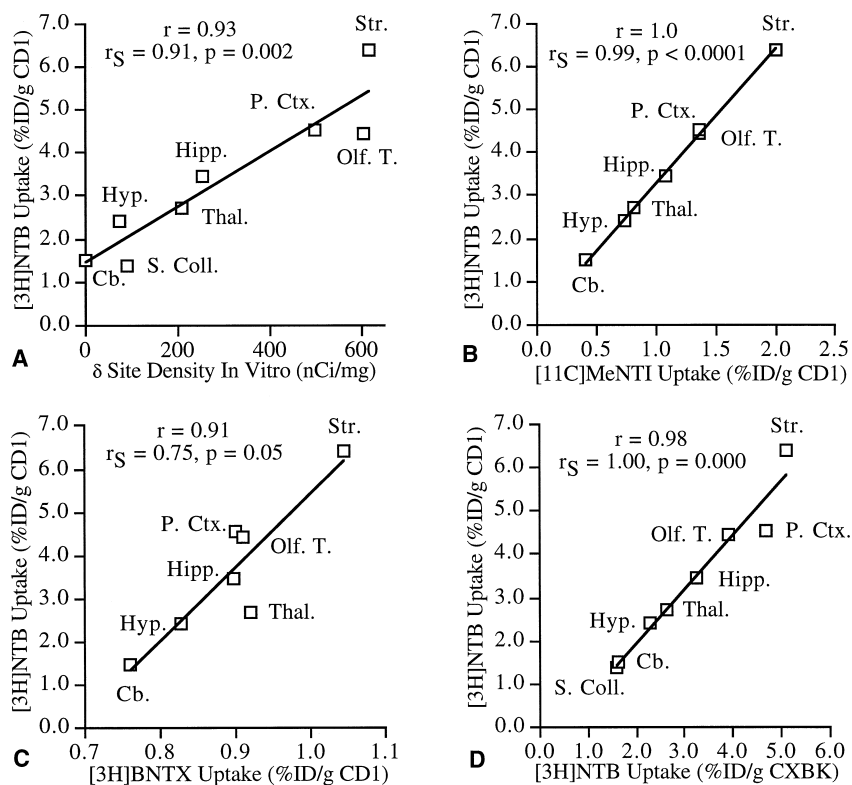 7.0
6.0
5.0
4.0
3.0
2.0
1.0
0.0
[3H]NTB Uptake (%ID/g CD1)
r = 0.93
rS = 0.91, p = 0.002
Str.
P. Ctx.
Olf. T.
Hipp.
Hyp.
Thal.
Cb.
S. Coll.
0 200 400 600
δ Site Density In Vitro (nCi/mg)
A
7.0
6.0
5.0
4.0
3.0
2.0
1.0
0.0
[3H]NTB Uptake (%ID/g CD1)
r = 1.0
rS = 0.99, p < 0.0001
Str.
P. Ctx.
Olf. T.
Hipp.
Thal.
Hyp.
Cb.
0.0 0.5 1.0 1.5 2.0 2.5
[11C]MeNTI Uptake (%ID/g CD1)
B
7.0
6.0
5.0
4.0
3.0
2.0
1.0
0.0
[3H]NTB Uptake (%ID/g CD1)
r = 0.91
rS = 0.75, p = 0.05
Str.
P. Ctx.
Olf. T.
Hipp.
Thal.
Hyp.
Cb.
0.7 0.8 0.9 1.0 1.1
[3H]BNTX Uptake (%ID/g CD1)
C
7.0
6.0
5.0
4.0
3.0
2.0
1.0
0.0
[3H]NTB Uptake (%ID/g CD1)
r = 0.98
rS = 1.00, p = 0.000
Str.
Olf. T.
P. Ctx.
Hipp.
Thal.
Hyp.
Cb.
S. Coll.
0.0 1.0 2.0 3.0 4.0 5.0 6.0
[3H]NTB Uptake (%ID/g CXBK)
D